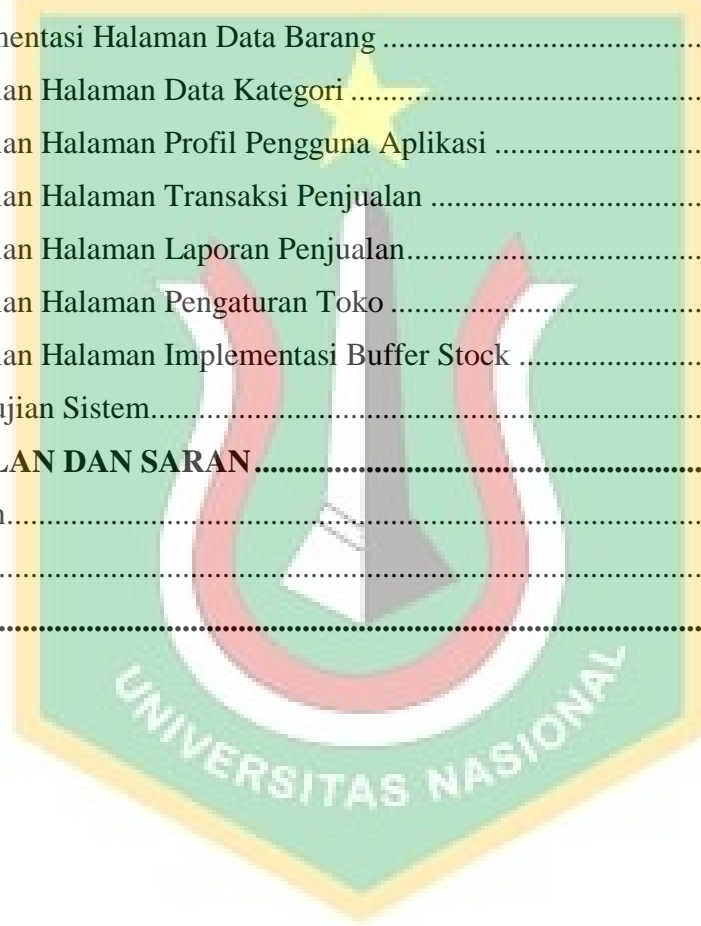 mentasi Halaman Data Barang ........................................
an Halaman Data Kategori ........................................
an Halaman Profil Pengguna Aplikasi ........................................
an Halaman Transaksi Penjualan ........................................
an Halaman Laporan Penjualan........................................
an Halaman Pengaturan Toko ........................................
an Halaman Implementasi Buffer Stock ........................................
ujian Sistem........................................
LAN DAN SARAN........................................
n........................................
........................................
........................................
UNIVERSITAS NASIONAL